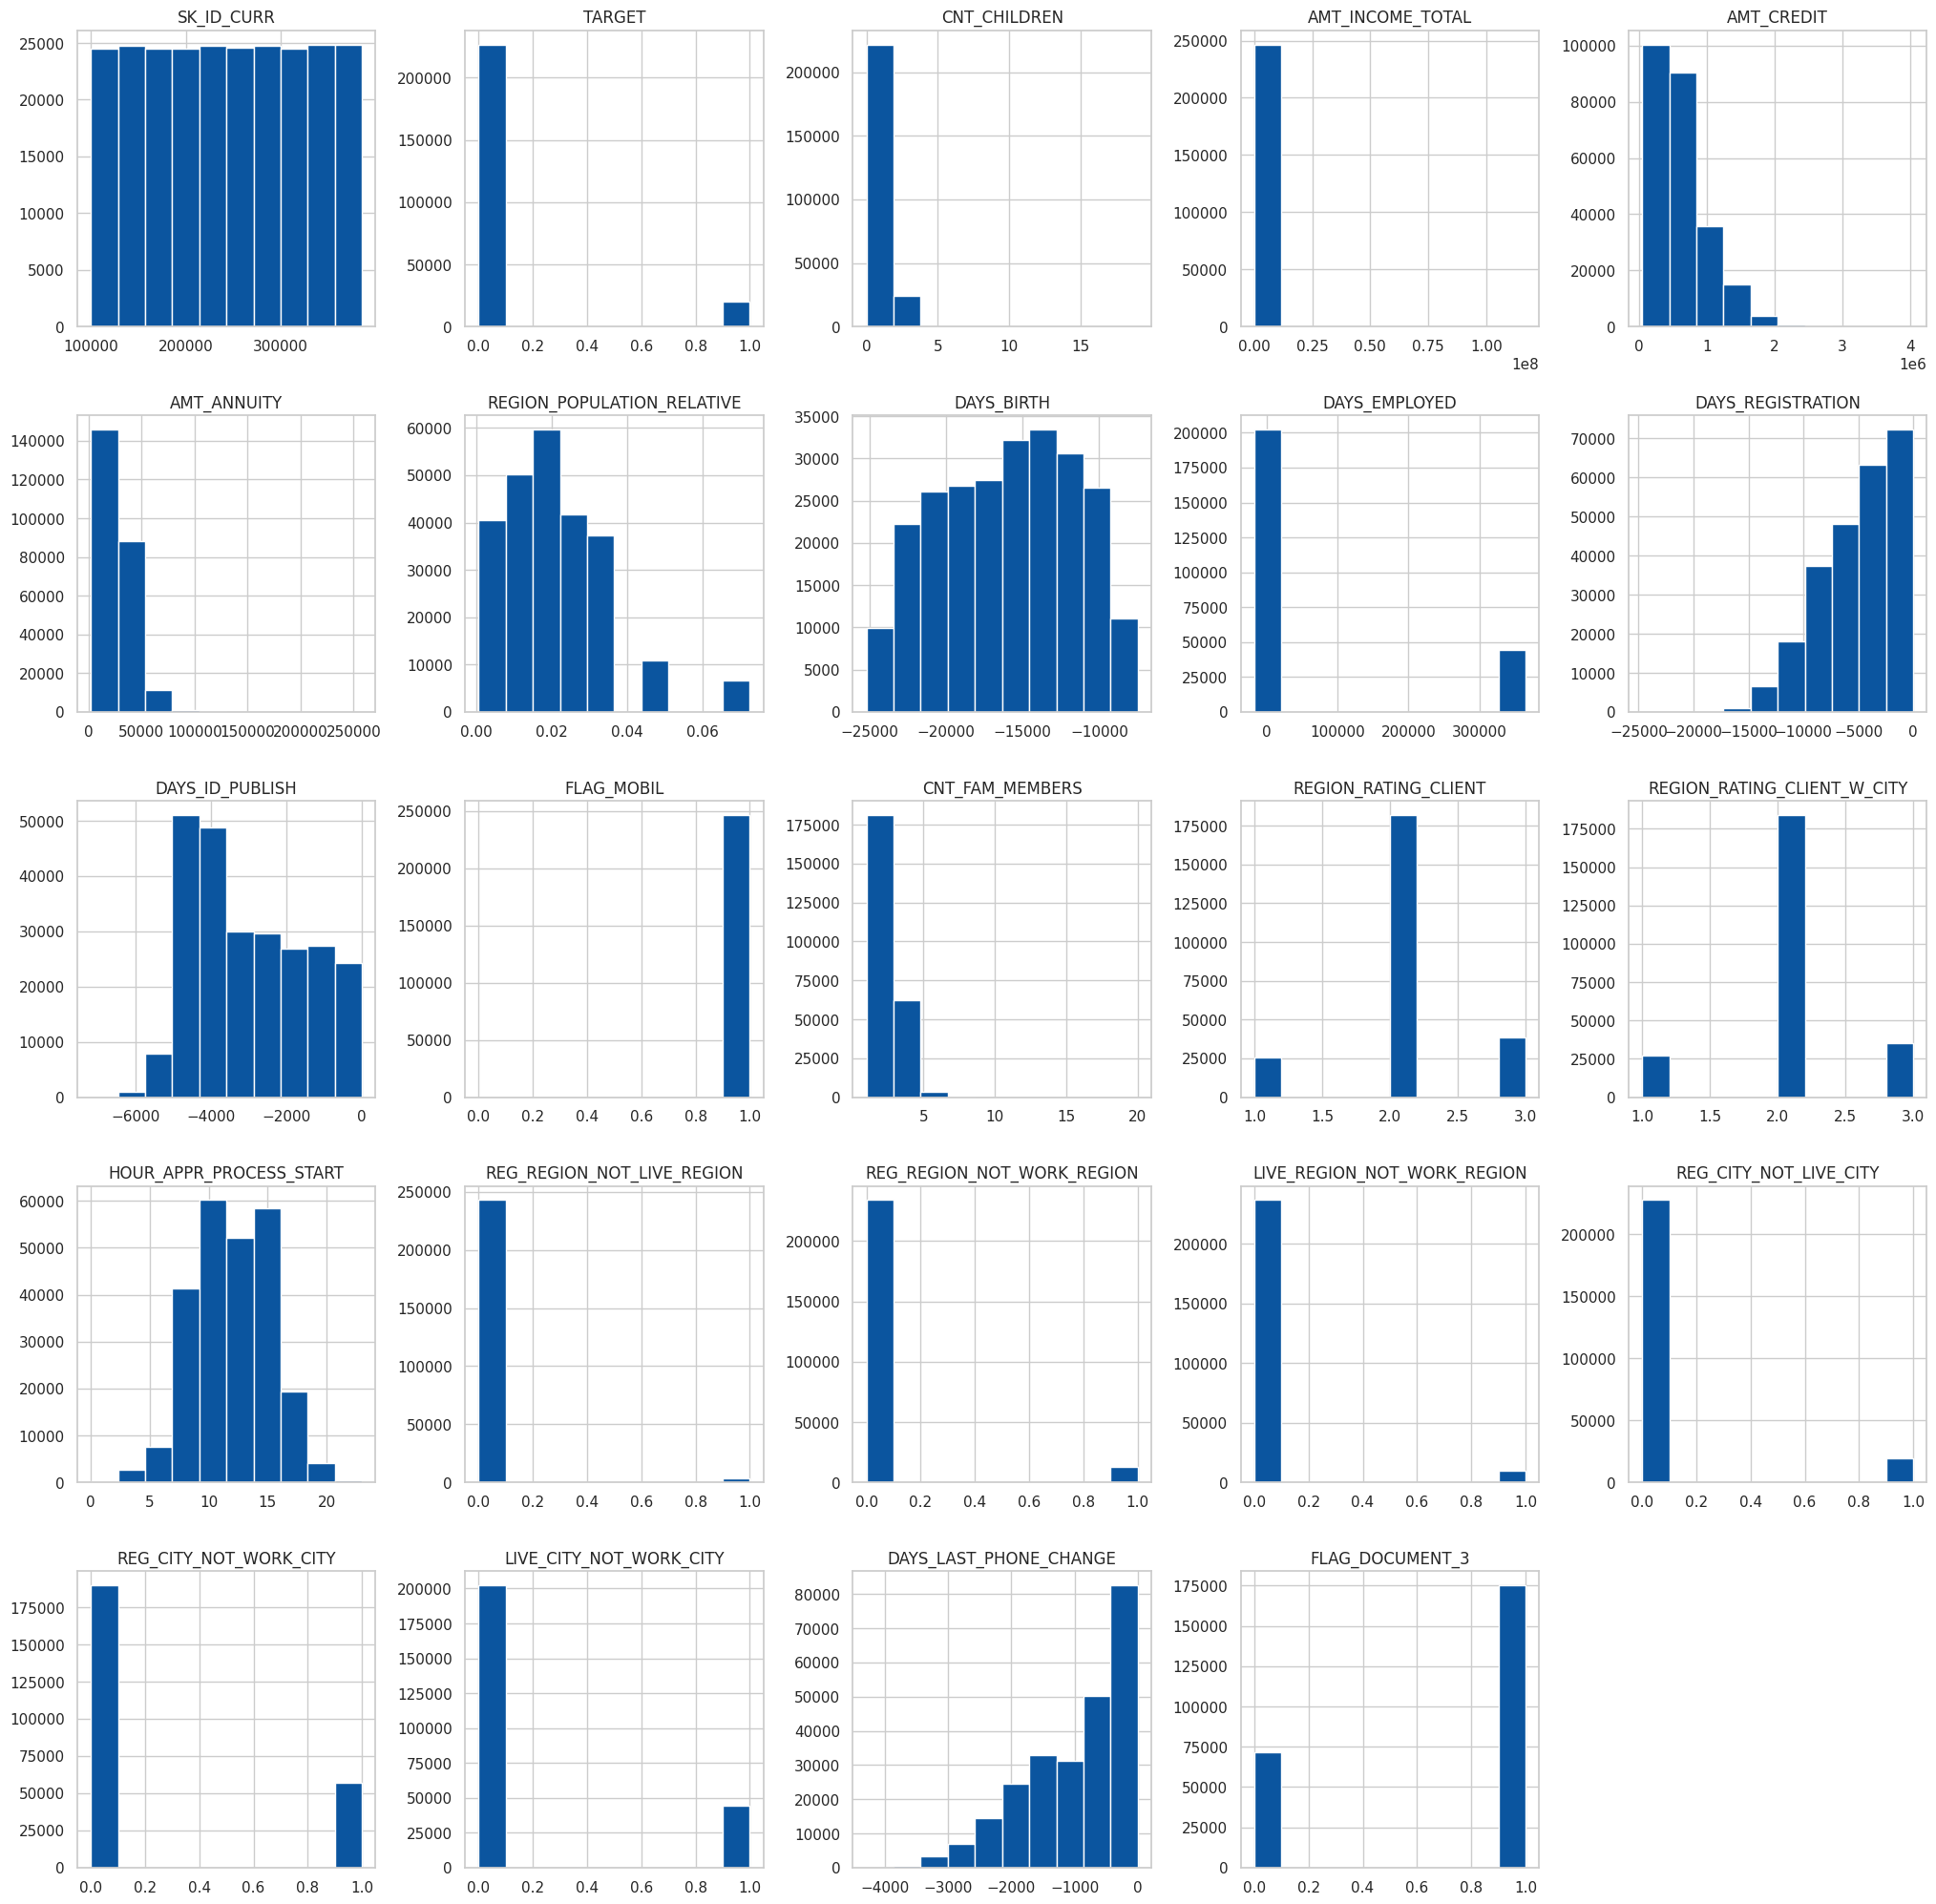 SK_ID_CURR TARGET CNT_CHILDREN AMT_INCOME_TOTAL AMT_CREDIT
25000 20000 15000 10000 5000 0
100000 200000 300000
200000 150000 100000 50000 0
0.0 0.2 0.4 0.6 0.8 1.0
200000 150000 100000 50000 0
0 5 10 15
250000 200000 150000 100000 50000 0
0.00 0.25 0.50 0.75 1.00
1e8
100000 80000 60000 40000 20000 0
0 1 2 3 4
1e6
AMT_ANNUITY REGION_POPULATION_RELATIVE DAYS_BIRTH DAYS_EMPLOYED DAYS_REGISTRATION
140000 120000 100000 80000 60000 40000 20000 0
0 50000 100000 150000 200000 250000
60000 50000 40000 30000 20000 10000 0
0.00 0.02 0.04 0.06
35000 30000 25000 20000 15000 10000 5000 0
−25000 −20000 −15000 −10000
200000 175000 150000 125000 100000 75000 50000 25000 0
0 100000 200000 300000
70000 60000 50000 40000 30000 20000 10000 0
−25000 −20000 −15000 −10000 −5000 0
DAYS_ID_PUBLISH FLAG_MOBIL CNT_FAM_MEMBERS REGION_RATING_CLIENT REGION_RATING_CLIENT_W_CITY
50000 40000 30000 20000 10000 0
−6000 −4000 −2000 0
250000 200000 150000 100000 50000 0
0.0 0.2 0.4 0.6 0.8 1.0
175000 150000 125000 100000 75000 50000 25000 0
5 10 15 20
175000 150000 125000 100000 75000 50000 25000 0
1.0 1.5 2.0 2.5 3.0
175000 150000 125000 100000 75000 50000 25000 0
1.0 1.5 2.0 2.5 3.0
HOUR_APPR_PROCESS_START REG_REGION_NOT_LIVE_REGION REG_REGION_NOT_WORK_REGION LIVE_REGION_NOT_WORK_REGION REG_CITY_NOT_LIVE_CITY
60000 50000 40000 30000 20000 10000 0
0 5 10 15 20
250000 200000 150000 100000 50000 0
0.0 0.2 0.4 0.6 0.8 1.0
200000 150000 100000 50000 0
0.0 0.2 0.4 0.6 0.8 1.0
200000 150000 100000 50000 0
0.0 0.2 0.4 0.6 0.8 1.0
200000 150000 100000 50000 0
0.0 0.2 0.4 0.6 0.8 1.0
REG_CITY_NOT_WORK_CITY LIVE_CITY_NOT_WORK_CITY DAYS_LAST_PHONE_CHANGE FLAG_DOCUMENT_3
175000 150000 125000 100000 75000 50000 25000 0
0.0 0.2 0.4 0.6 0.8 1.0
200000 175000 150000 125000 100000 75000 50000 25000 0
0.0 0.2 0.4 0.6 0.8 1.0
80000 70000 60000 50000 40000 30000 20000 10000 0
−4000 −3000 −2000 −1000 0
175000 150000 125000 100000 75000 50000 25000 0
0.0 0.2 0.4 0.6 0.8 1.0